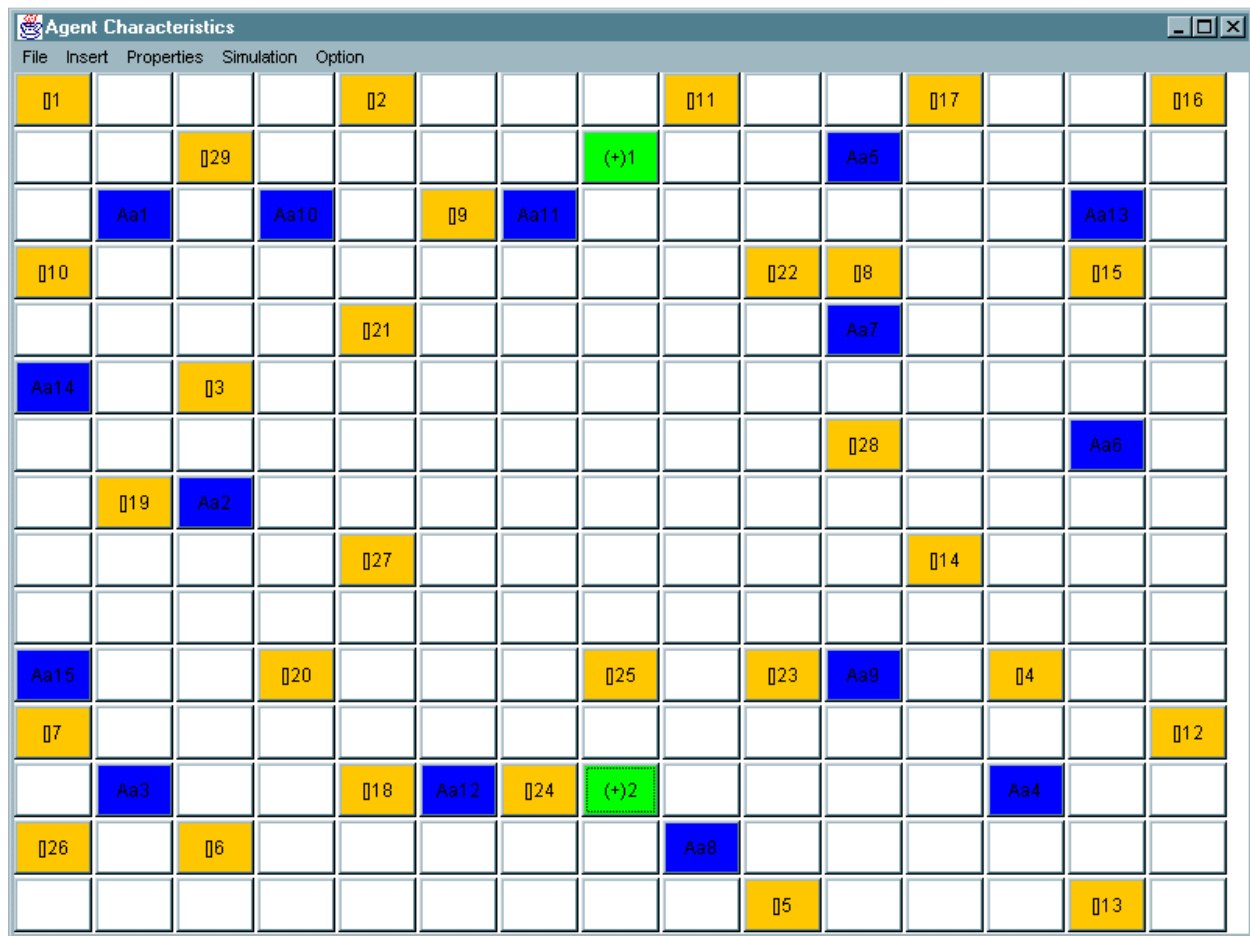 Agent Characteristics
File Insert Properties Simulation Option
[]1 []2 []11 []17 []16
[]29 (+)1 Aa5
Aa1 Aa10 []9 Aa11 Aa13
[]10 []22 []8 []15
[]21 Aa7
Aa14 []3
[]28 Aa6
[]19 Aa2
[]27 []14
Aa15 []20 []25 []23 Aa9 []4
[]7 []12
Aa3 []18 Aa12 []24 (+)2 Aa4
[]26 []6 Aa8
[]5 []13